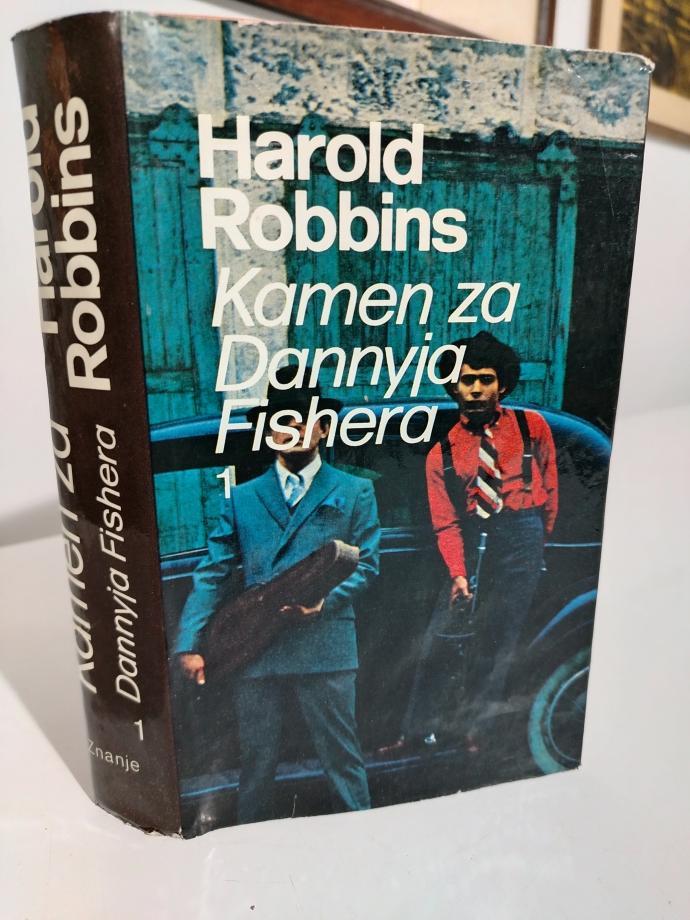 Harold
Robbins
Kamen za
Dannyja
Fishera
1
Harold
Robbins
Kamen za
Dannyja Fishera
1
Znanje